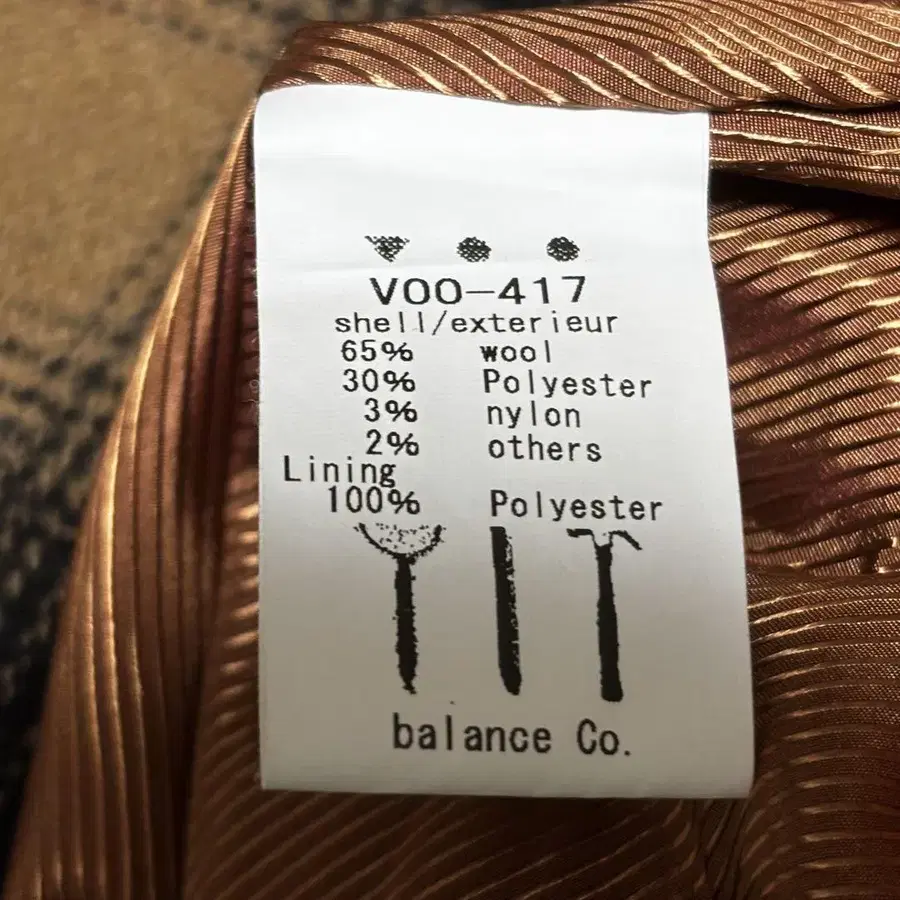 VOO-417
shell/exterieur
65% wool
30% Polyester
3% nylon
2% others
Lining
100% Polyester
balance Co.